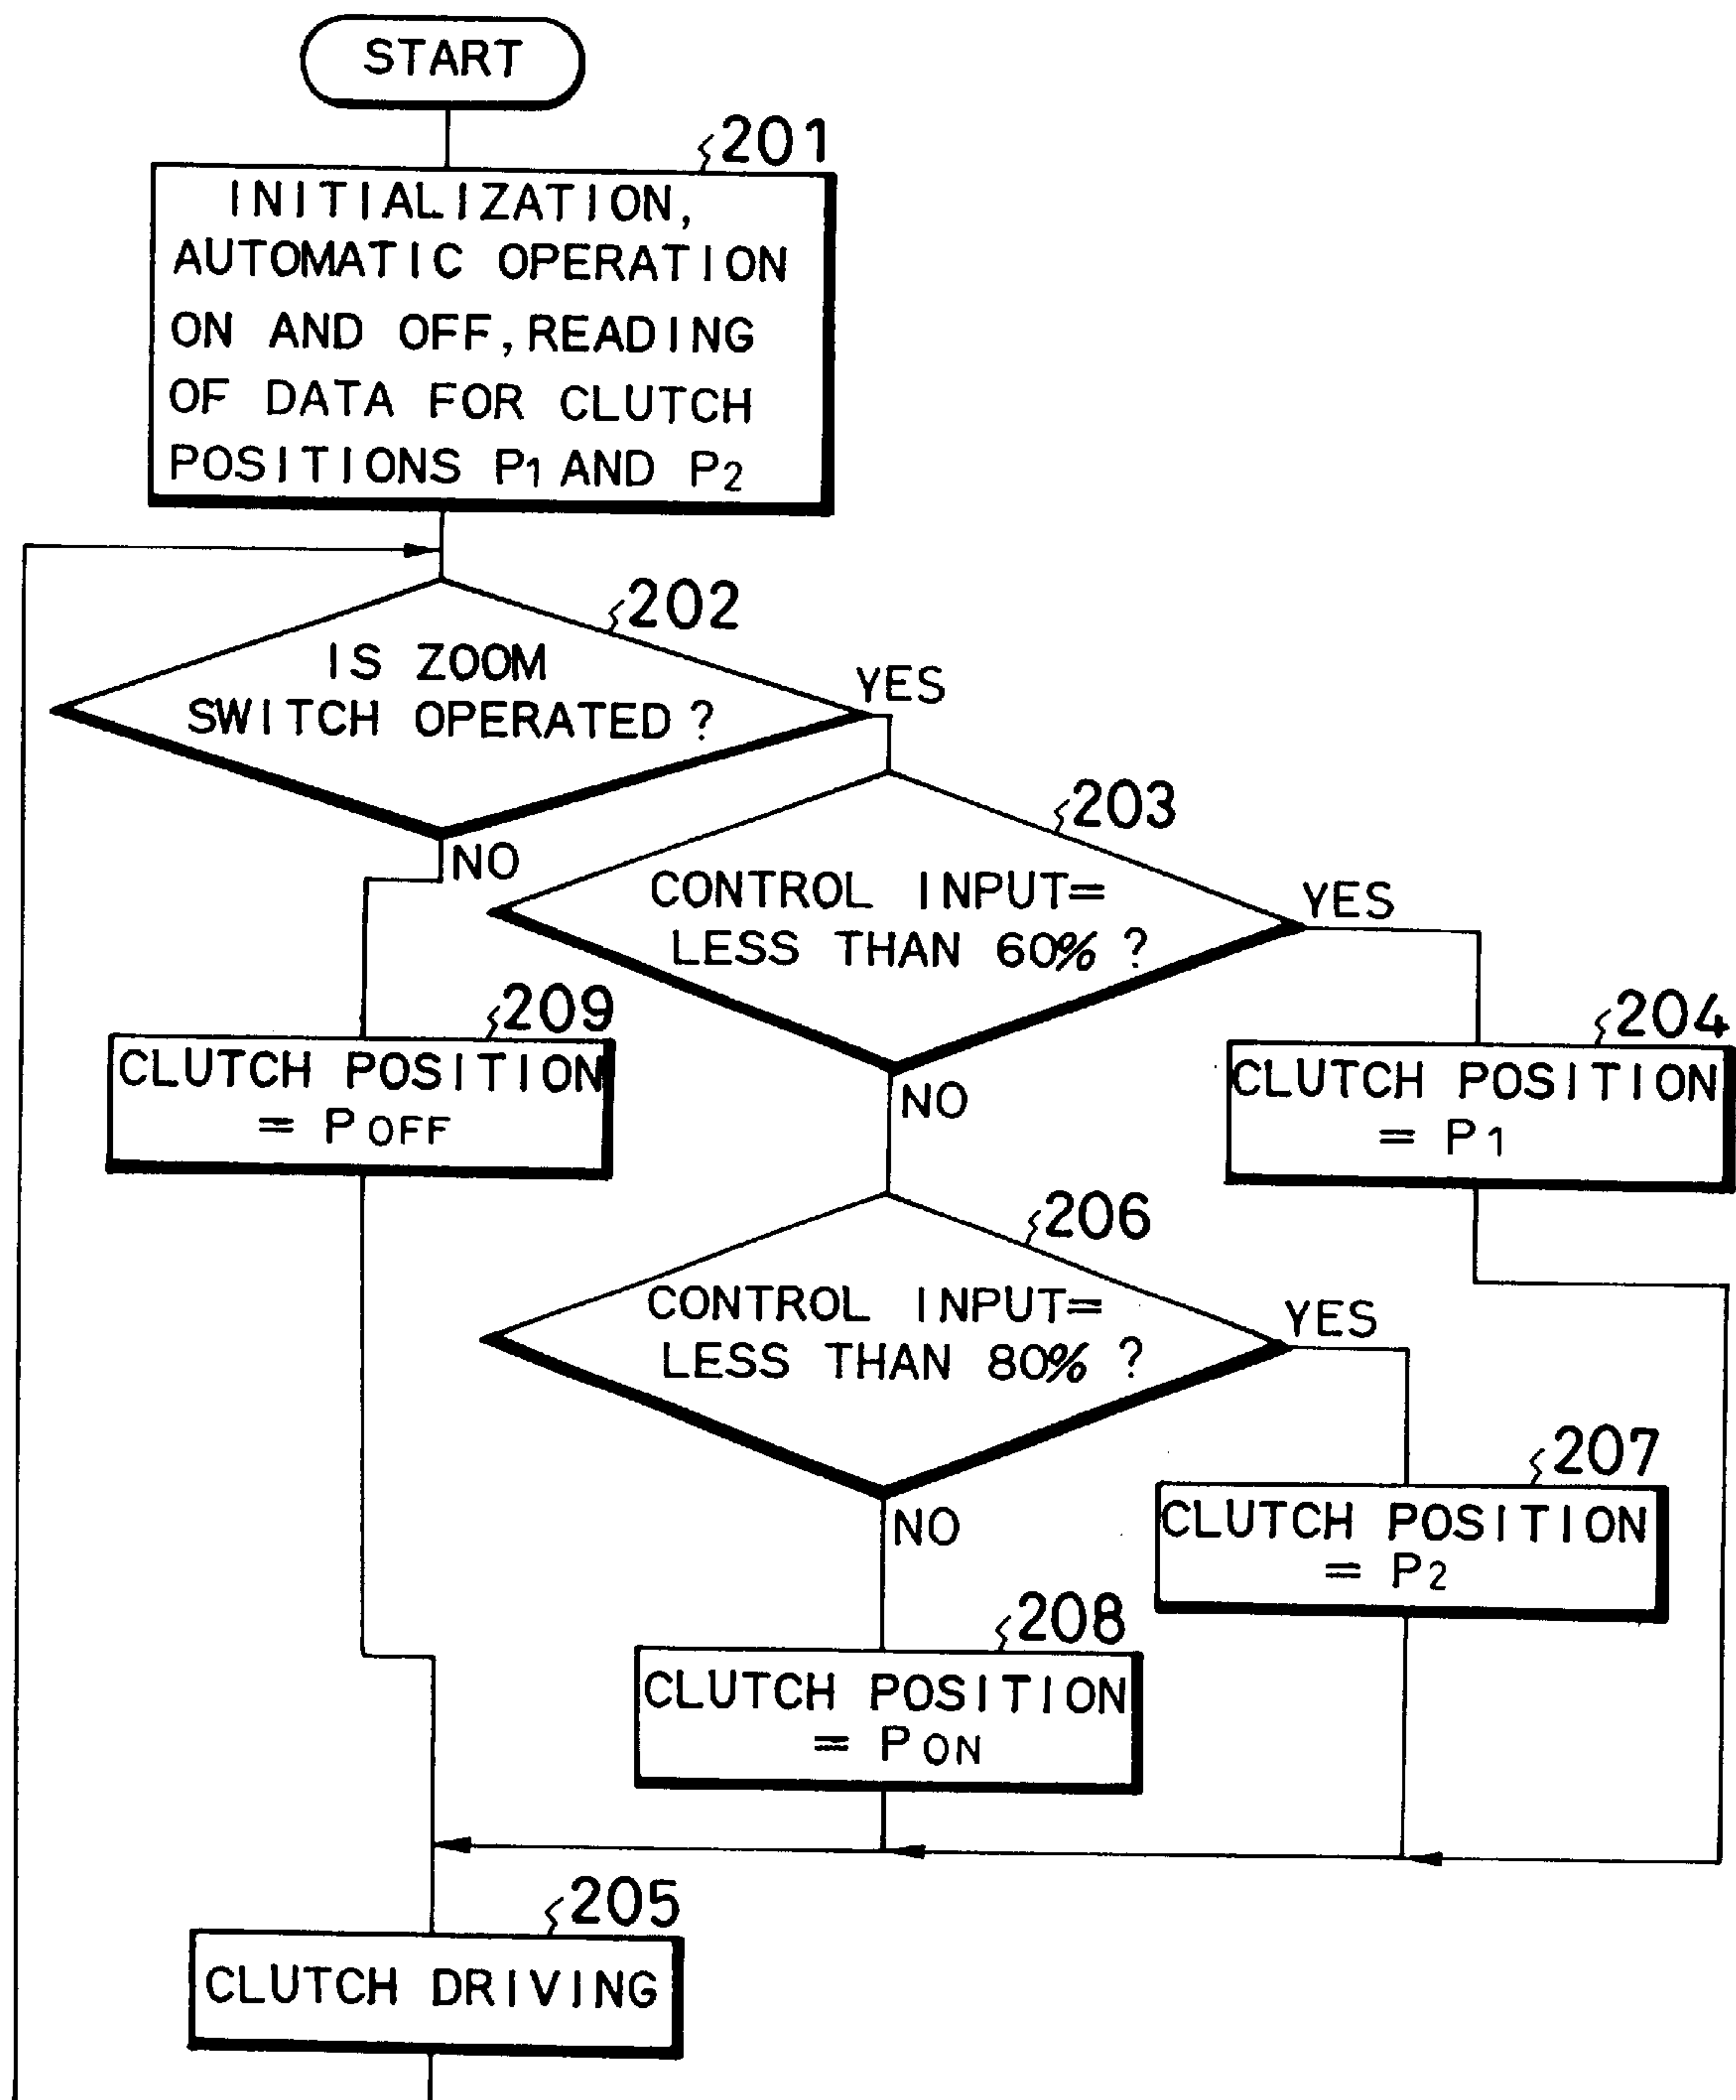 START
201
INITIALIZATION,
AUTOMATIC OPERATION
ON AND OFF, READING
OF DATA FOR CLUTCH
POSITIONS P1 AND P2
202
IS ZOOM
SWITCH OPERATED ?
YES
NO
203
CONTROL INPUT=
LESS THAN 60% ?
YES
NO
209
CLUTCH POSITION
= POFF
204
CLUTCH POSITION
= P1
206
CONTROL INPUT=
LESS THAN 80% ?
YES
NO
207
CLUTCH POSITION
= P2
208
CLUTCH POSITION
= PON
205
CLUTCH DRIVING